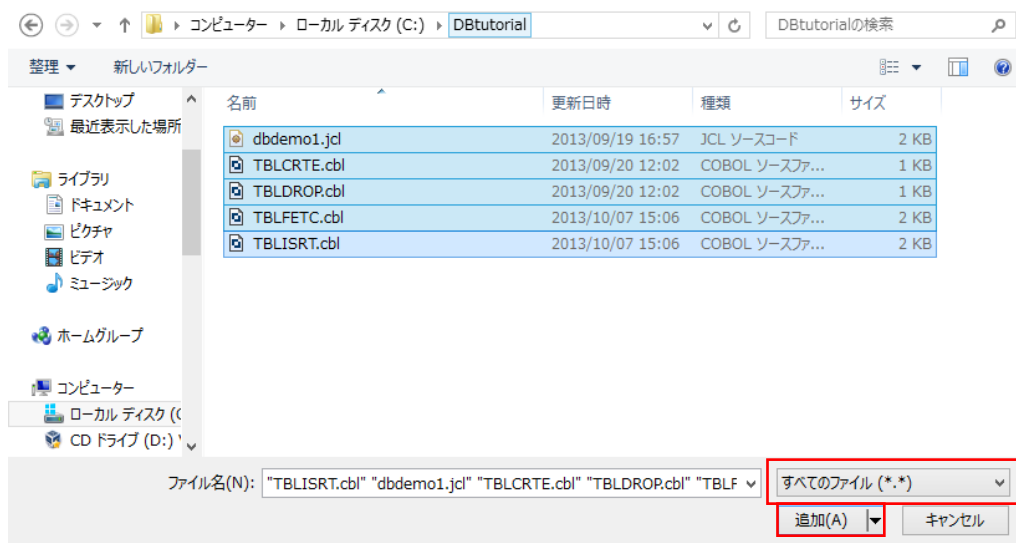 コンピューター ローカル ディスク (C:) DBtutorial DBtutorialの検索
整理 新しいフォルダー
デスクトップ
最近表示した場所
ライブラリ
ドキュメント
ピクチャ
ビデオ
ミュージック
ホームグループ
コンピューター
ローカル ディスク (C
CD ドライブ (D:)
名前 更新日時 種類 サイズ
dbdemo1.jcl 2013/09/19 16:57 JCL ソースコード 2 KB
TBLCRTE.cbl 2013/09/20 12:02 COBOL ソースファ... 1 KB
TBLDROP.cbl 2013/09/20 12:02 COBOL ソースファ... 1 KB
TBLFETC.cbl 2013/10/07 15:06 COBOL ソースファ... 2 KB
TBLISRT.cbl 2013/10/07 15:06 COBOL ソースファ... 2 KB
ファイル名(N): "TBLISRT.cbl" "dbdemo1.jcl" "TBLCRTE.cbl" "TBLDROP.cbl" "TBLF すべてのファイル (*.*)
追加(A) キャンセル